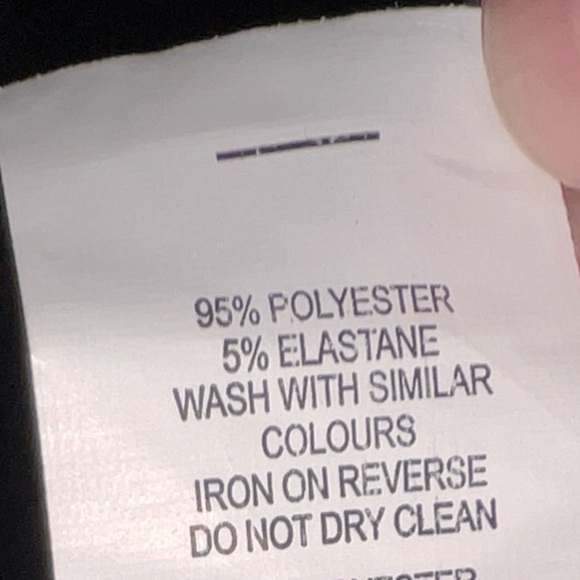 95% POLYESTER
5% ELASTANE
WASH WITH SIMILAR
COLOURS
IRON ON REVERSE
DO NOT DRY CLEAN